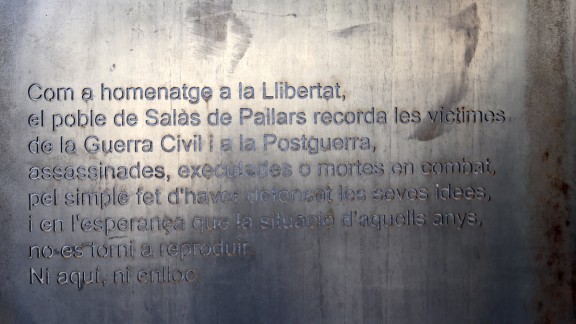 Com a homenatge a la Llibertat,
el poble de Salàs de Pallars recorda les víctimes
de la Guerra Civil i a la Postguerra,
assassinades, executades o mortes en combat,
pel simple fet d'haver defensat les seves idees,
i en l'esperança que la situació d'aquells anys,
no es torni a reproduir.
Ni aquí, ni enlloc.